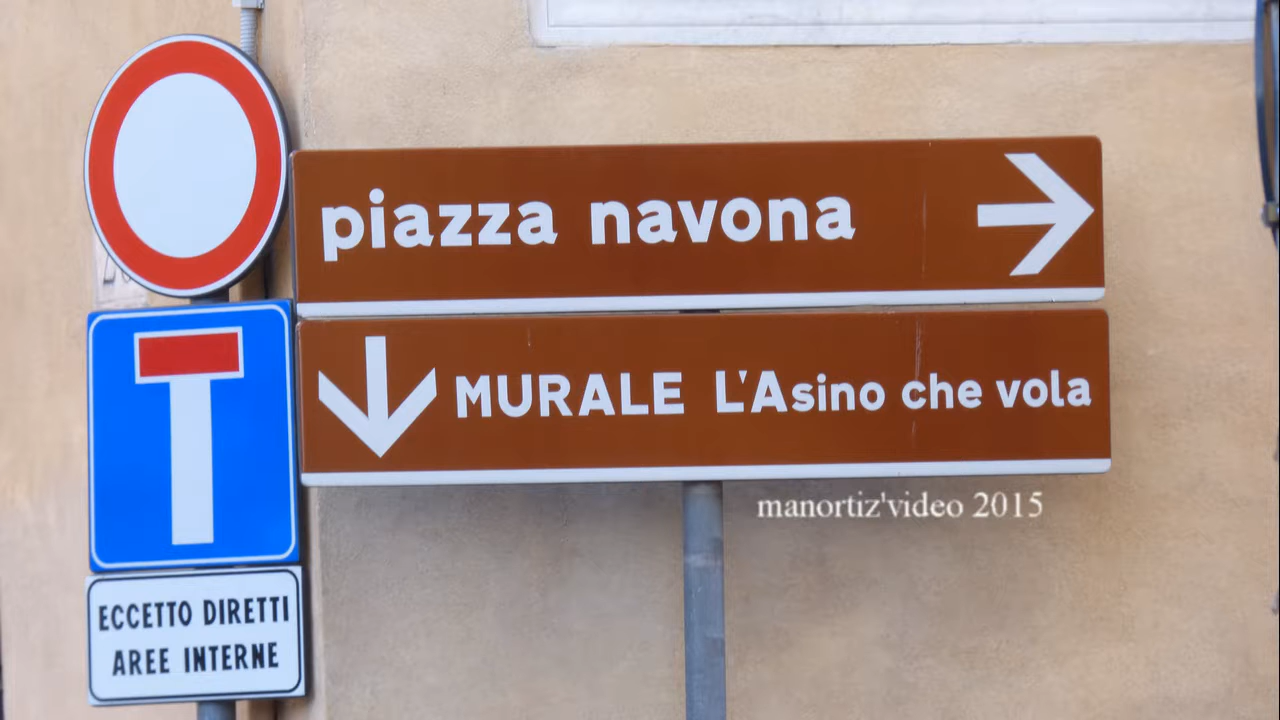 piazza navona
MURALE L'Asino che vola
manortiz'video 2015
ECCETTO DIRETTI
AREE INTERNE